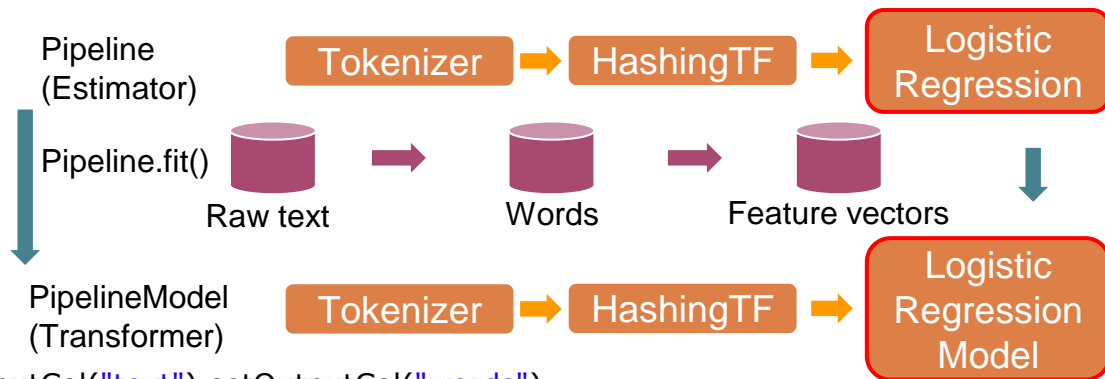 Pipeline
(Estimator)
Tokenizer
HashingTF
Logistic
Regression
Pipeline.fit()
Raw text
Words
Feature vectors
PipelineModel
(Transformer)
Tokenizer
HashingTF
Logistic
Regression
Model